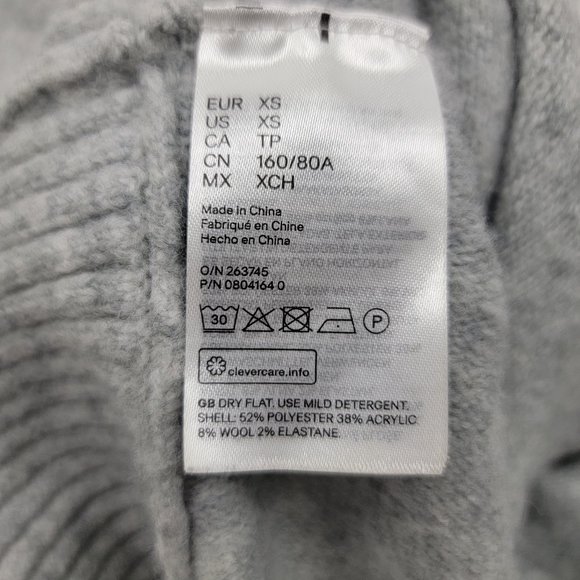 EUR XS
US XS
CA TP
CN 160/80A
MX XCH
Made in China
Fabriqué en Chine
Hecho en China
O/N 263745
P/N 0804164 0
30 P
clevercare.info
GB DRY FLAT. USE MILD DETERGENT.
SHELL: 52% POLYESTER 38% ACRYLIC
8% WOOL 2% ELASTANE.